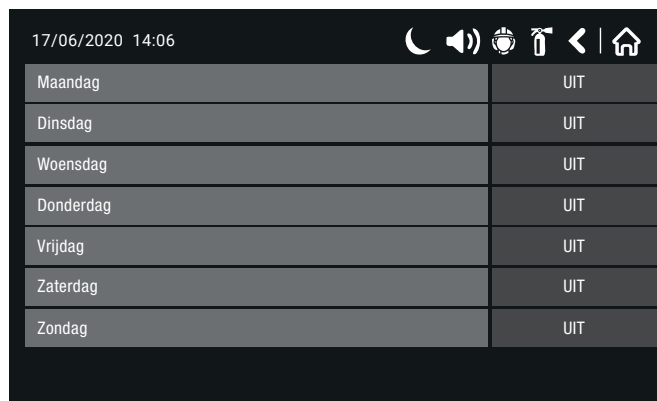 17/06/2020 14:06
Maandag UIT
Dinsdag UIT
Woensdag UIT
Donderdag UIT
Vrijdag UIT
Zaterdag UIT
Zondag UIT